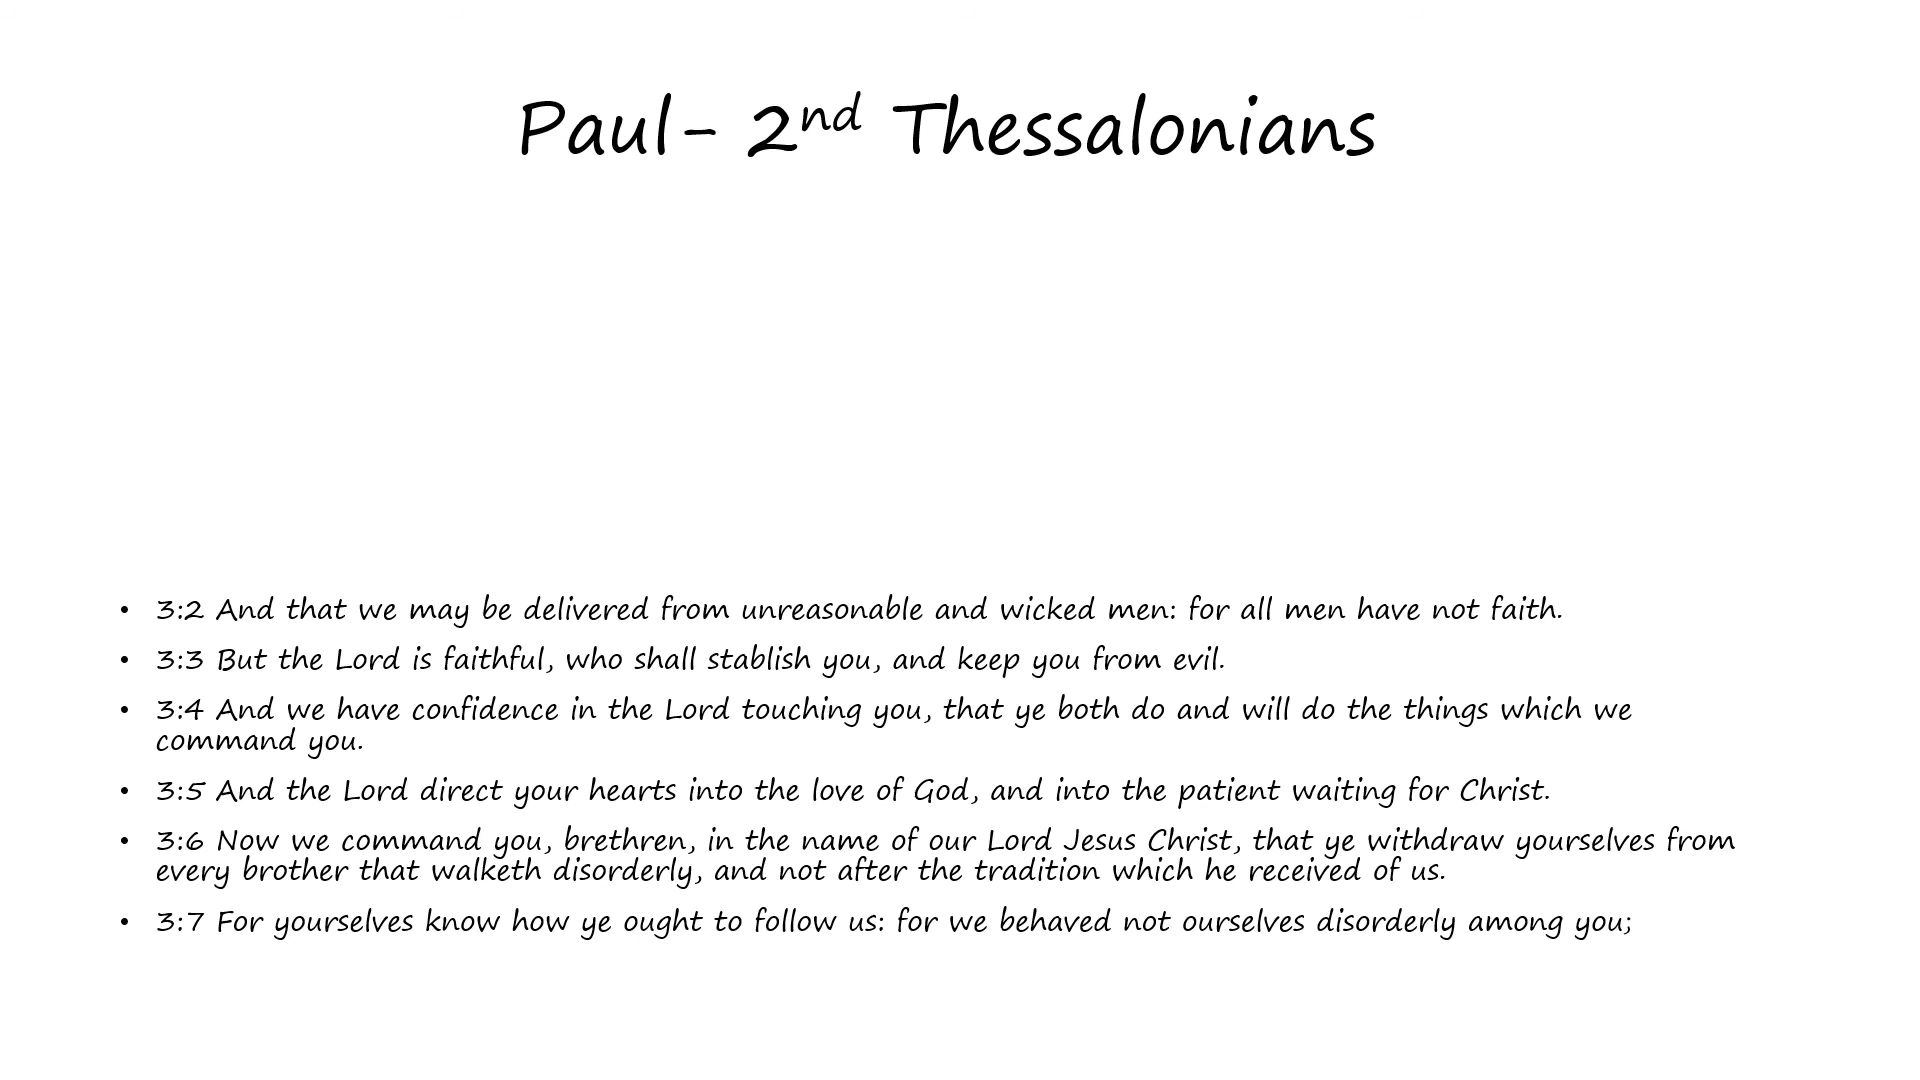 Paul- 2nd Thessalonians
• 3:2 And that we may be delivered from unreasonable and wicked men: for all men have not faith.
• 3:3 But the Lord is faithful, who shall stablish you, and keep you from evil.
• 3:4 And we have confidence in the Lord touching you, that ye both do and will do the things which we
command you.
• 3:5 And the Lord direct your hearts into the love of God, and into the patient waiting for Christ.
• 3:6 Now we command you, brethren, in the name of our Lord Jesus Christ, that ye withdraw yourselves from
every brother that walketh disorderly, and not after the tradition which he received of us.
• 3:7 For yourselves know how ye ought to follow us: for we behaved not ourselves disorderly among you;